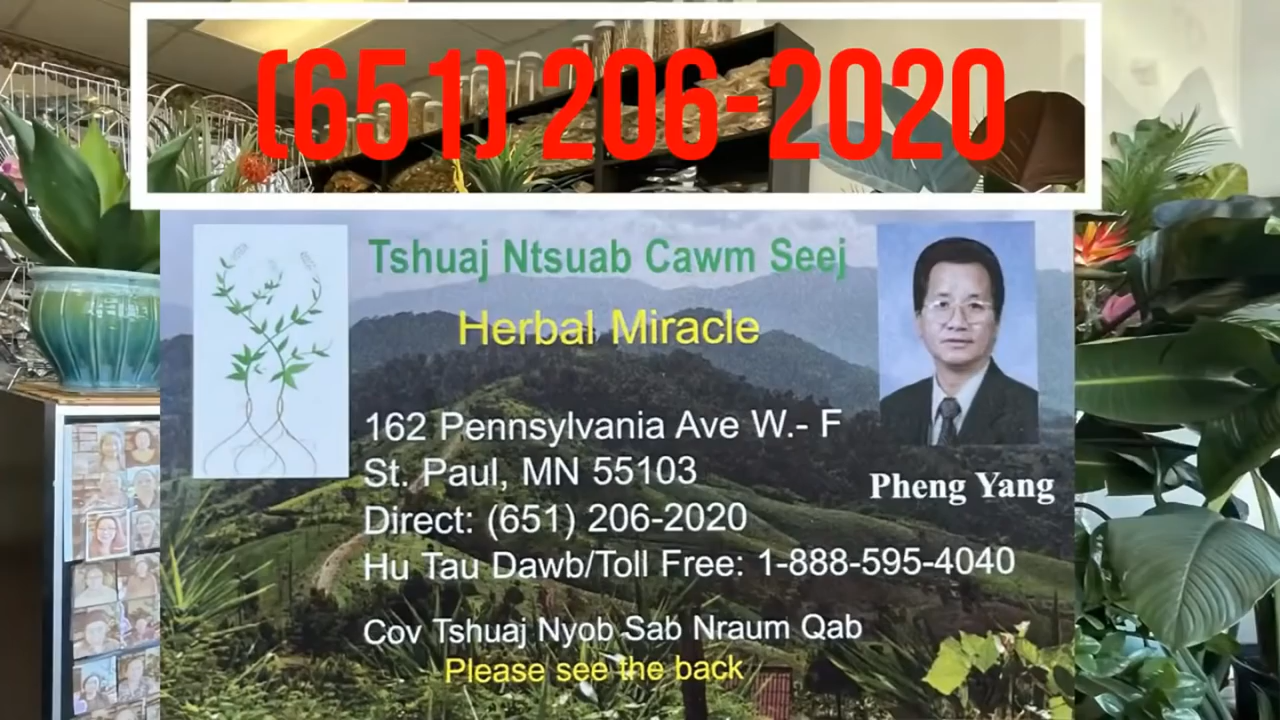 (651) 206-2020
Tshuaj Ntsuab Cawm Seej
Herbal Miracle
162 Pennsylvania Ave W.- F
St. Paul, MN 55103
Direct: (651) 206-2020
Hu Tau Dawb/Toll Free: 1-888-595-4040
Pheng Yang
Cov Tshuaj Nyob Sab Nraum Qab
Please see the back